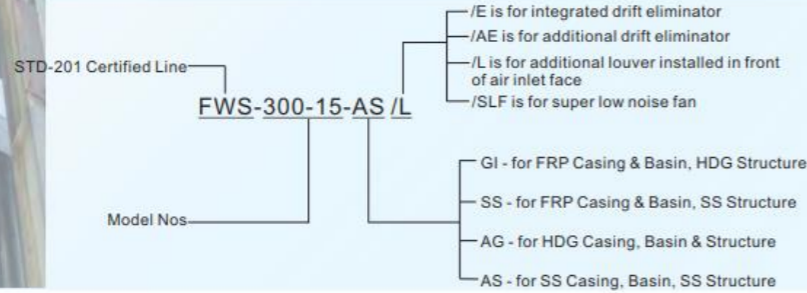 /E is for integrated drift eliminator
/AE is for additional drift eliminator
/L is for additional louver installed in front
of air inlet face
/SLF is for super low noise fan
STD-201 Certified Line
FWS-300-15-AS /L
GI - for FRP Casing & Basin, HDG Structure
SS - for FRP Casing & Basin, SS Structure
Model Nos
AG - for HDG Casing, Basin & Structure
AS - for SS Casing, Basin, SS Structure